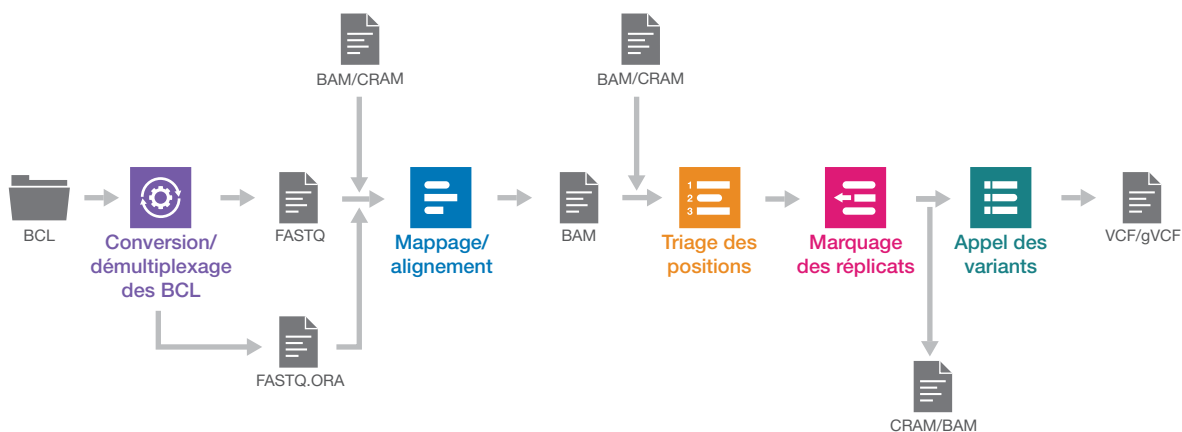 BAM/CRAM
BAM/CRAM
1
2
3
BCL
Conversion/
démultiplexage
des BCL
FASTQ
Mappage/
alignement
BAM
Triage des
positions
Marquage
des réplicats
Appel des
variants
VCF/gVCF
FASTQ.ORA
CRAM/BAM